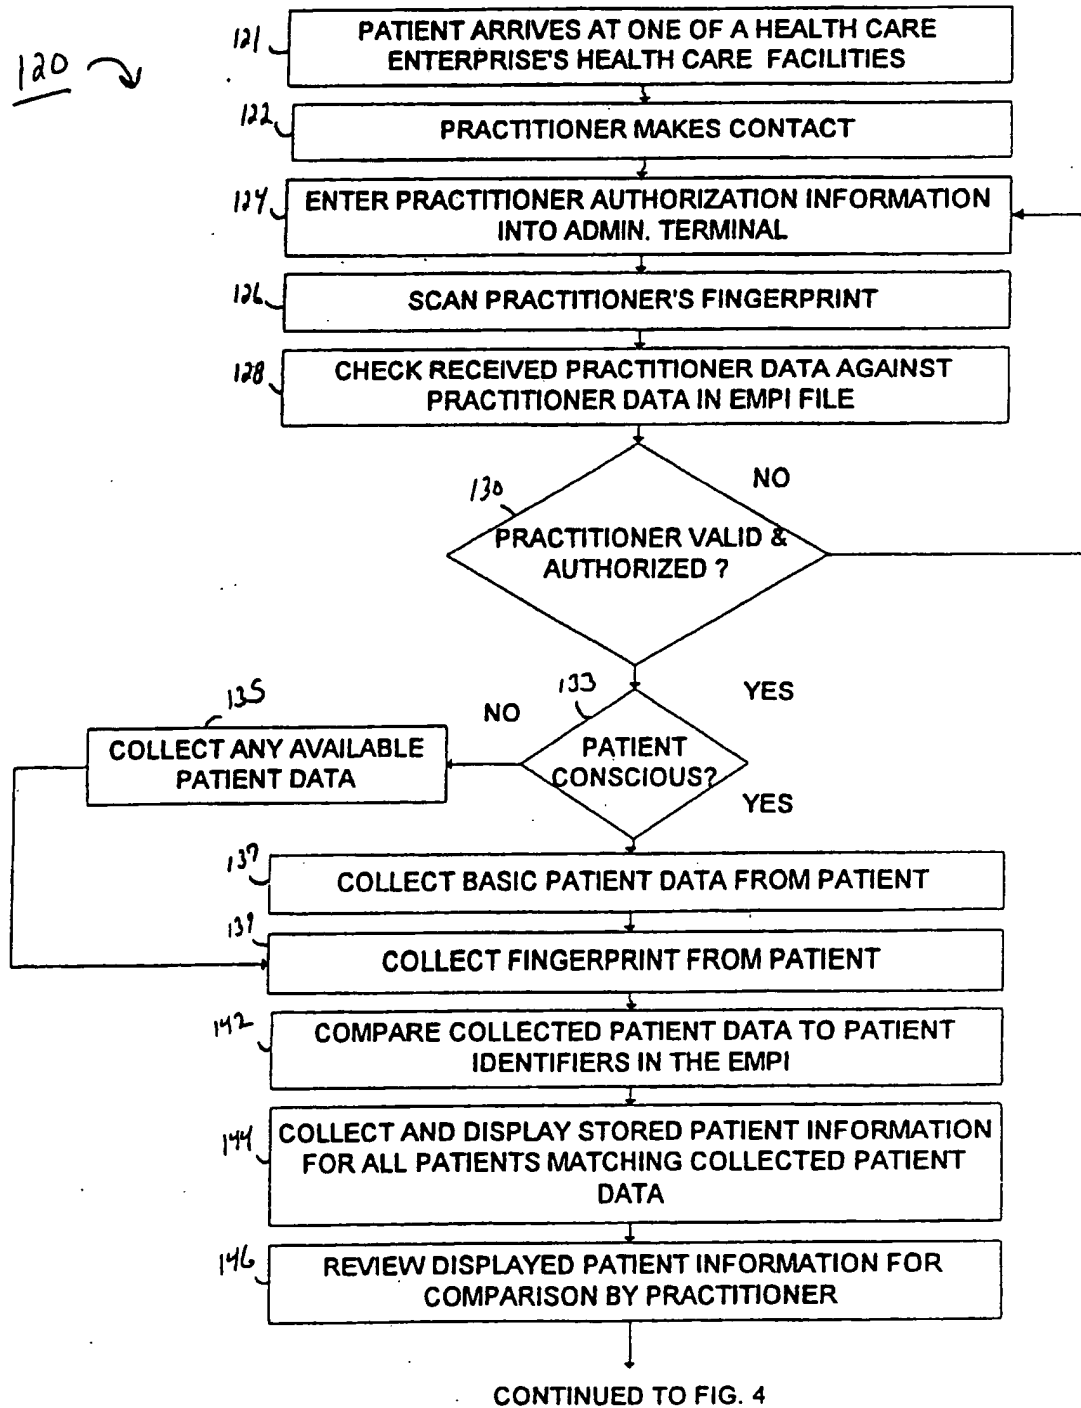 120
121
PATIENT ARRIVES AT ONE OF A HEALTH CARE
ENTERPRISE'S HEALTH CARE FACILITIES
122
PRACTITIONER MAKES CONTACT
124
ENTER PRACTITIONER AUTHORIZATION INFORMATION
INTO ADMIN. TERMINAL
126
SCAN PRACTITIONER'S FINGERPRINT
128
CHECK RECEIVED PRACTITIONER DATA AGAINST
PRACTITIONER DATA IN EMPI FILE
130
NO
PRACTITIONER VALID &
AUTHORIZED ?
YES
133
NO
135
COLLECT ANY AVAILABLE
PATIENT DATA
PATIENT
CONSCIOUS?
YES
137
COLLECT BASIC PATIENT DATA FROM PATIENT
139
COLLECT FINGERPRINT FROM PATIENT
142
COMPARE COLLECTED PATIENT DATA TO PATIENT
IDENTIFIERS IN THE EMPI
144
COLLECT AND DISPLAY STORED PATIENT INFORMATION
FOR ALL PATIENTS MATCHING COLLECTED PATIENT
DATA
146
REVIEW DISPLAYED PATIENT INFORMATION FOR
COMPARISON BY PRACTITIONER
CONTINUED TO FIG. 4